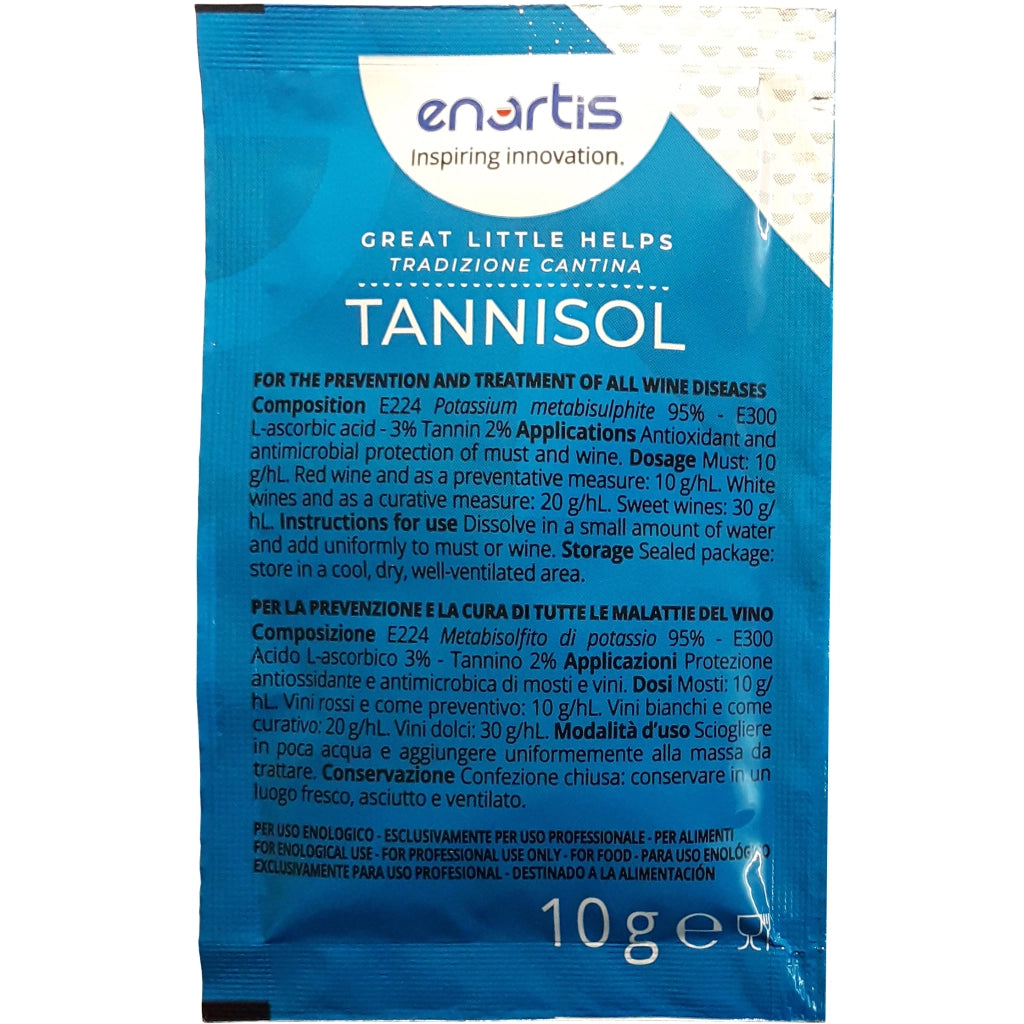 enartis
Inspiring innovation.
GREAT LITTLE HELPS
TRADIZIONE CANTINA
TANNISOL
FOR THE PREVENTION AND TREATMENT OF ALL WINE DISEASES
Composition E224 Potassium metabisulphite 95% - E300
L-ascorbic acid - 3% Tannin 2% Applications Antioxidant and
antimicrobial protection of must and wine. Dosage Must: 10
g/hL. Red wine and as a preventative measure: 10 g/hL. White
wines and as a curative measure: 20 g/hL. Sweet wines: 30 g/
hL. Instructions for use Dissolve in a small amount of water
and add uniformly to must or wine. Storage Sealed package:
store in a cool, dry, well-ventilated area.
PER LA PREVENZIONE E LA CURA DI TUTTE LE MALATTIE DEL VINO
Composizione E224 Metabisolfito di potassio 95% - E300
Acido L-ascorbico 3% - Tannino 2% Applicazioni Protezione
antiossidante e antimicrobica di mosti e vini. Dosi Mosti: 10 g/
hL. Vini rossi e come preventivo: 10 g/hL. Vini bianchi e come
curativo: 20 g/hL. Vini dolci: 30 g/hL. Modalità d'uso Sciogliere
in poca acqua e aggiungere uniformemente alla massa da
trattare. Conservazione Confezione chiusa: conservare in un
luogo fresco, asciutto e ventilato.
PER USO ENOLOGICO - ESCLUSIVAMENTE PER USO PROFESSIONALE - PER ALIMENTI
FOR ENOLOGICAL USE - FOR PROFESSIONAL USE ONLY - FOR FOOD - PARA USO ENOLÓGICO
EXCLUSIVAMENTE PARA USO PROFESIONAL - DESTINADO A LA ALIMENTACIÓN
10 g ℮